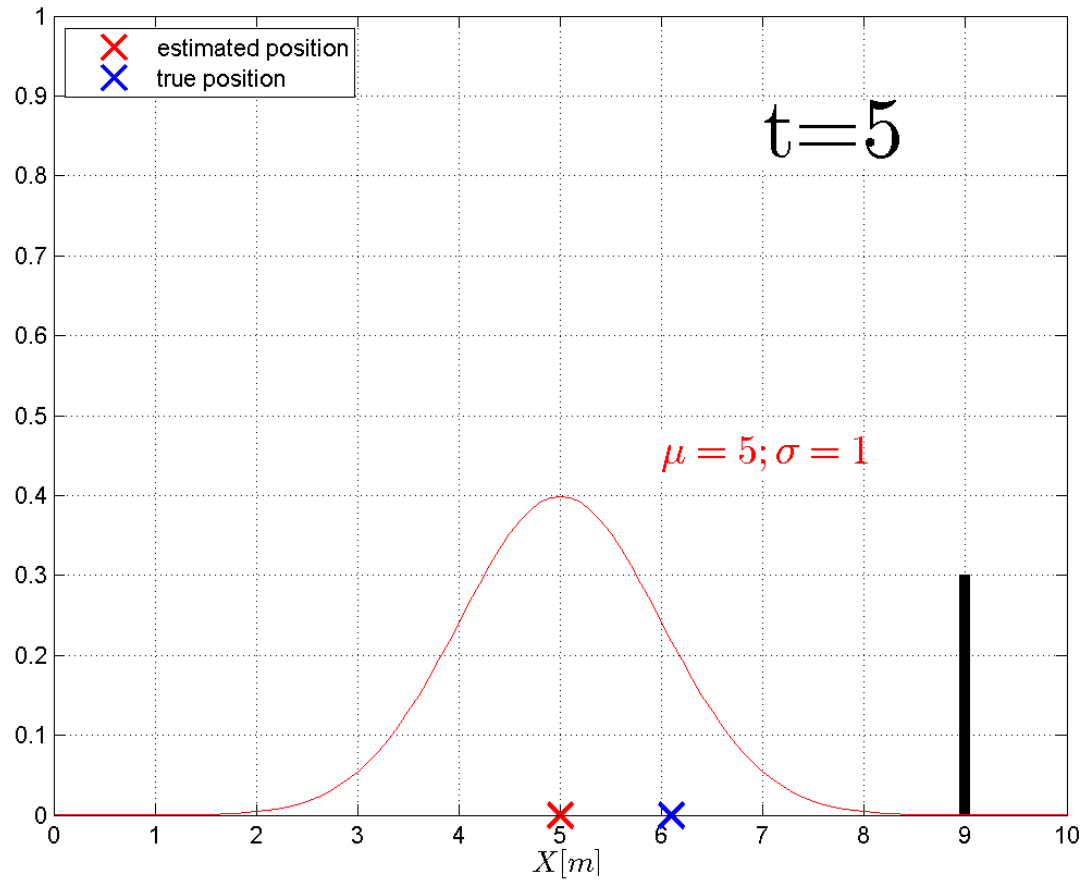 1
estimated position
true position
0.9
t=5
0.8
0.7
0.6
0.5
μ = 5; σ = 1
0.4
0.3
0.2
0.1
0
0 1 2 3 4 5 6 7 8 9 10
X[m]